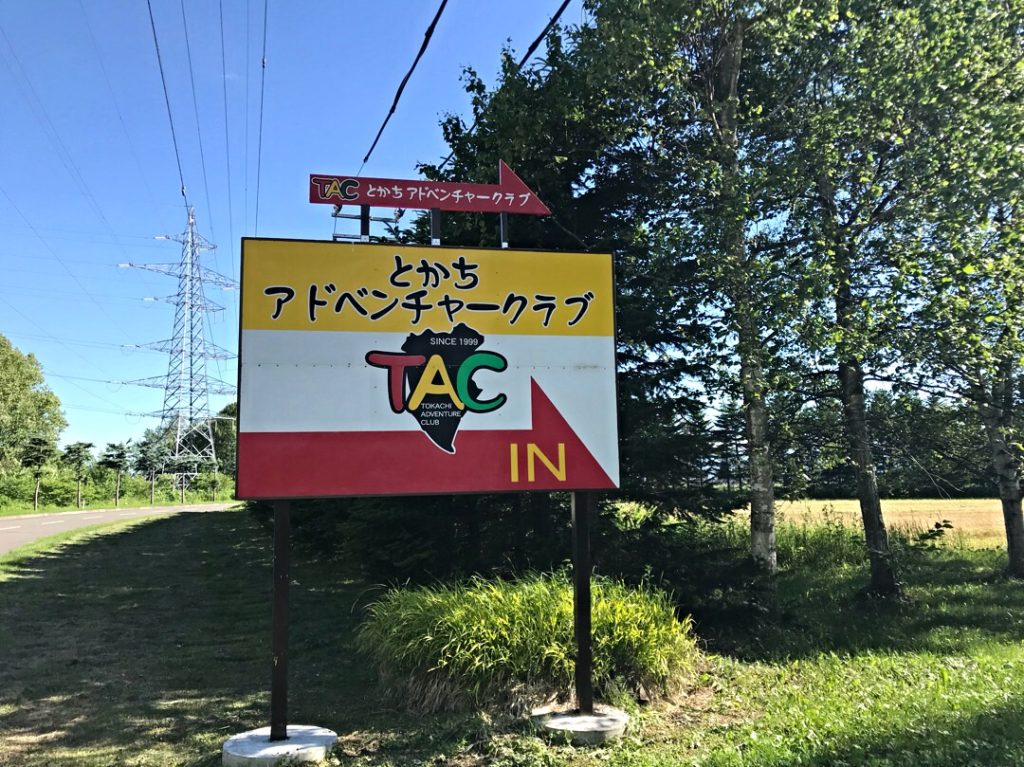 TAC とかち アドベンチャークラブ
とかち
アドベンチャークラブ
SINCE 1999
TAC
TOKACHI
ADVENTURE
CLUB
IN